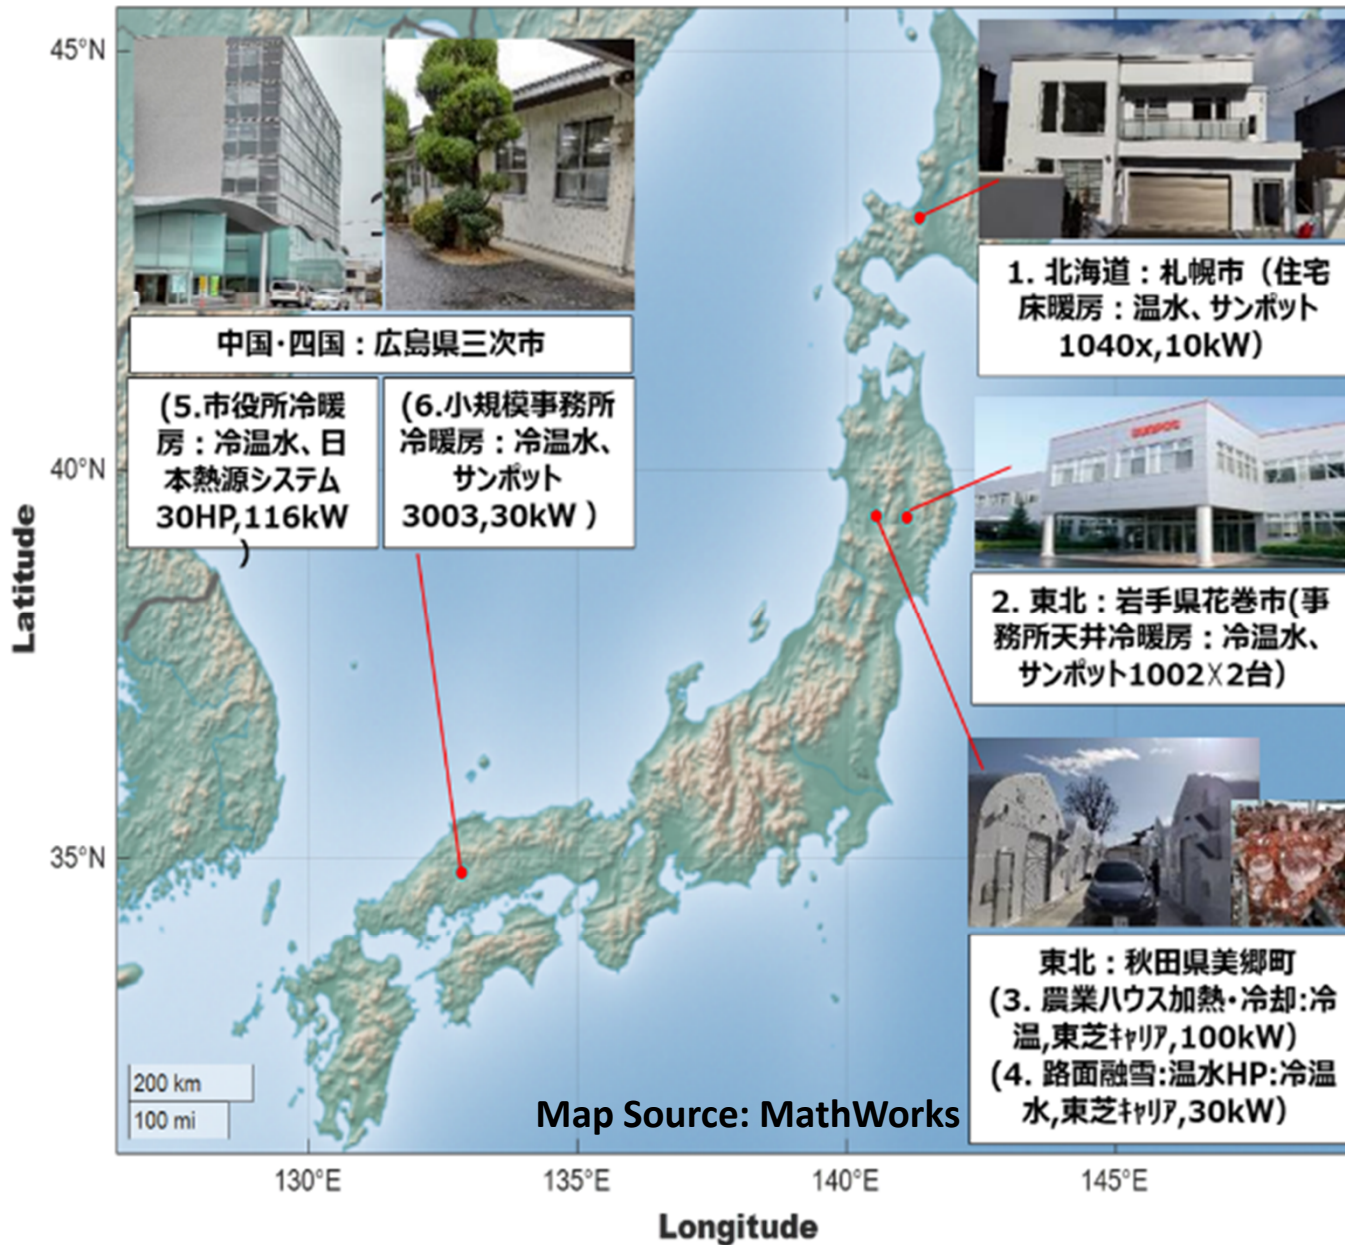 45°N
40°N
35°N
Latitude
130°E
135°E
140°E
145°E
Longitude
中国・四国：広島県三次市
(5.市役所冷暖
房：冷温水、日
本熱源システム
30HP,116kW
)
(6.小規模事務所
冷暖房：冷温水、
サンポット
3003,30kW )
1. 北海道：札幌市（住宅
床暖房：温水、サンポット
1040x,10kW）
sunpot
2. 東北：岩手県花巻市(事
務所天井冷暖房：冷温水、
サンポット1002X2台）
東北：秋田県美郷町
(3. 農業ハウス加熱・冷却:冷
温,東芝ｷｬﾘｱ,100kW）
(4. 路面融雪:温水HP:冷温
水,東芝ｷｬﾘｱ,30kW）
200 km
100 mi
Map Source: MathWorks